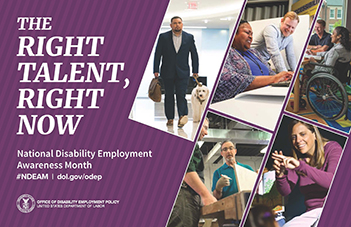 THE
RIGHT
TALENT,
RIGHT
NOW
National Disability Employment
Awareness Month
#NDEAM | dol.gov/odep
OFFICE OF DISABILITY EMPLOYMENT POLICY
UNITED STATES DEPARTMENT OF LABOR